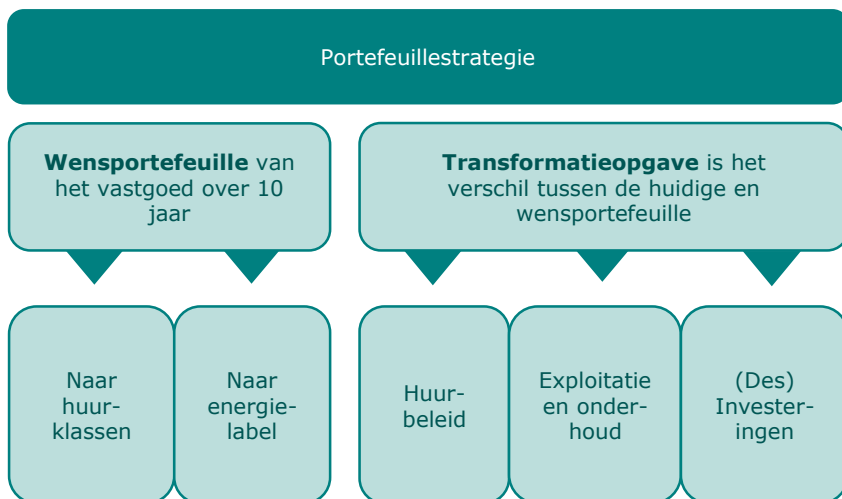 Portefeuillestrategie
Wensportefeuille van
het vastgoed over 10
jaar
Transformatieopgave is het
verschil tussen de huidige en
wensportefeuille
Naar
huur-
klassen
Naar
energie-
label
Huur-
beleid
Exploitatie
en onder-
houd
(Des)
Invester-
ingen